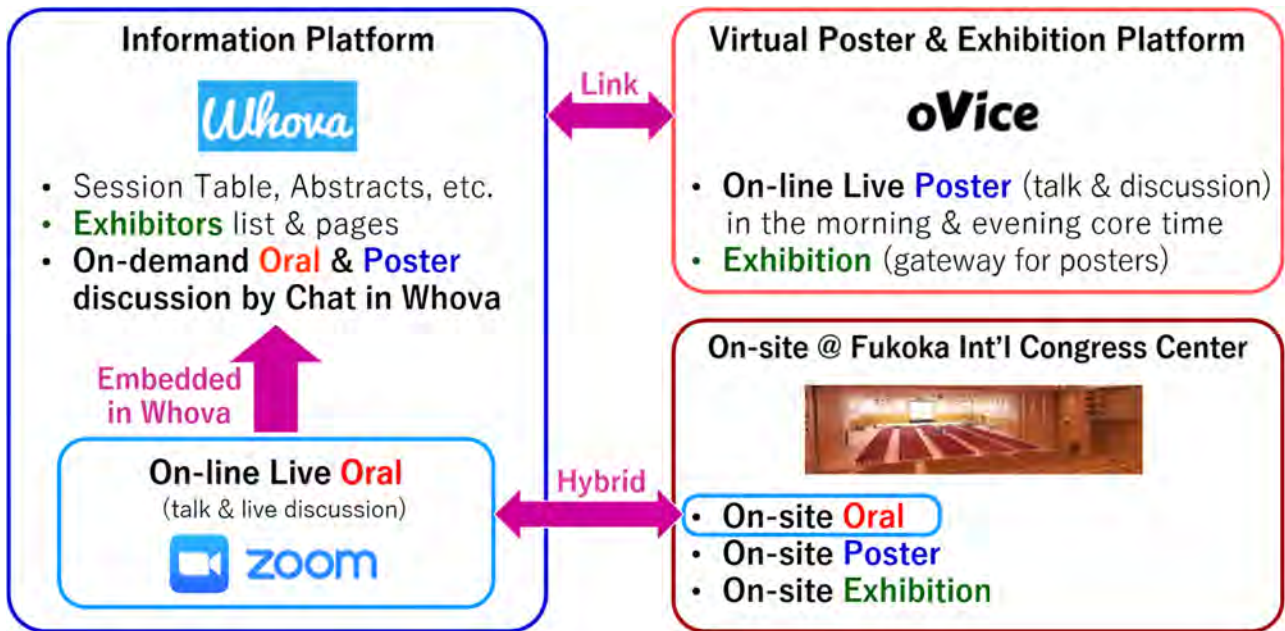 Information Platform
Whova
• Session Table, Abstracts, etc.
• Exhibitors list & pages
• On-demand Oral & Poster
discussion by Chat in Whova
Embedded
in Whova
On-line Live Oral
(talk & live discussion)
zoom
Link
Hybrid
Virtual Poster & Exhibition Platform
oVice
• On-line Live Poster (talk & discussion)
in the morning & evening core time
• Exhibition (gateway for posters)
On-site @ Fukoka Int'l Congress Center
• On-site Oral
• On-site Poster
• On-site Exhibition